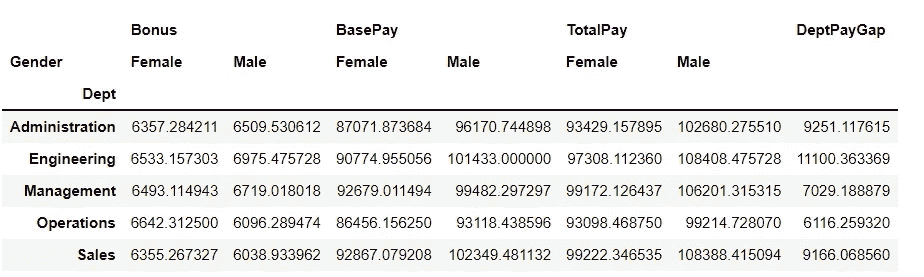 Bonus BasePay TotalPay DeptPayGap
Gender Female Male Female Male Female Male
Dept
Administration 6357.284211 6509.530612 87071.873684 96170.744898 93429.157895 102680.275510 9251.117615
Engineering 6533.157303 6975.475728 90774.955056 101433.000000 97308.112360 108408.475728 11100.363369
Management 6493.114943 6719.018018 92679.011494 99482.297297 99172.126437 106201.315315 7029.188879
Operations 6642.312500 6096.289474 86456.156250 93118.438596 93098.468750 99214.728070 6116.259320
Sales 6355.267327 6038.933962 92867.079208 102349.481132 99222.346535 108388.415094 9166.068560